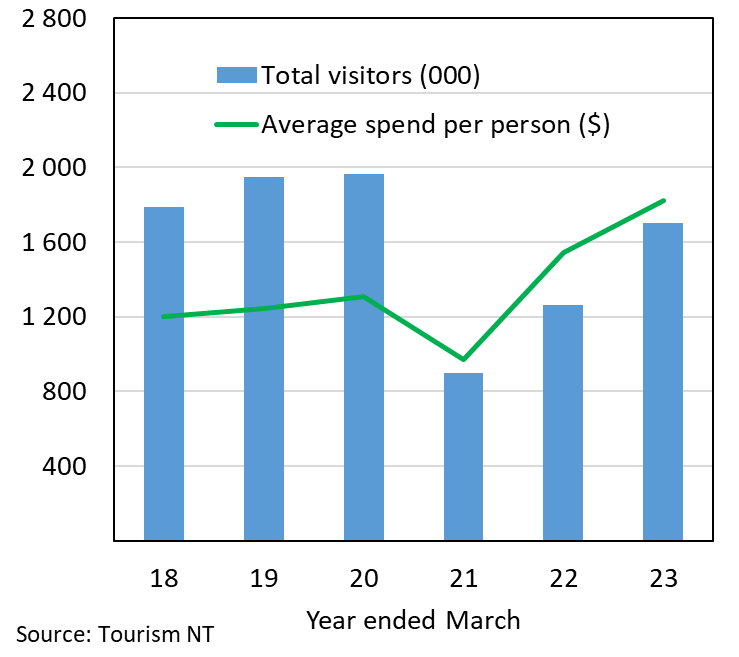 2 800
2 400
2 000
1 600
1 200
800
400
Total visitors (000)
Average spend per person ($)
18 19 20 21 22 23
Year ended March
Source: Tourism NT